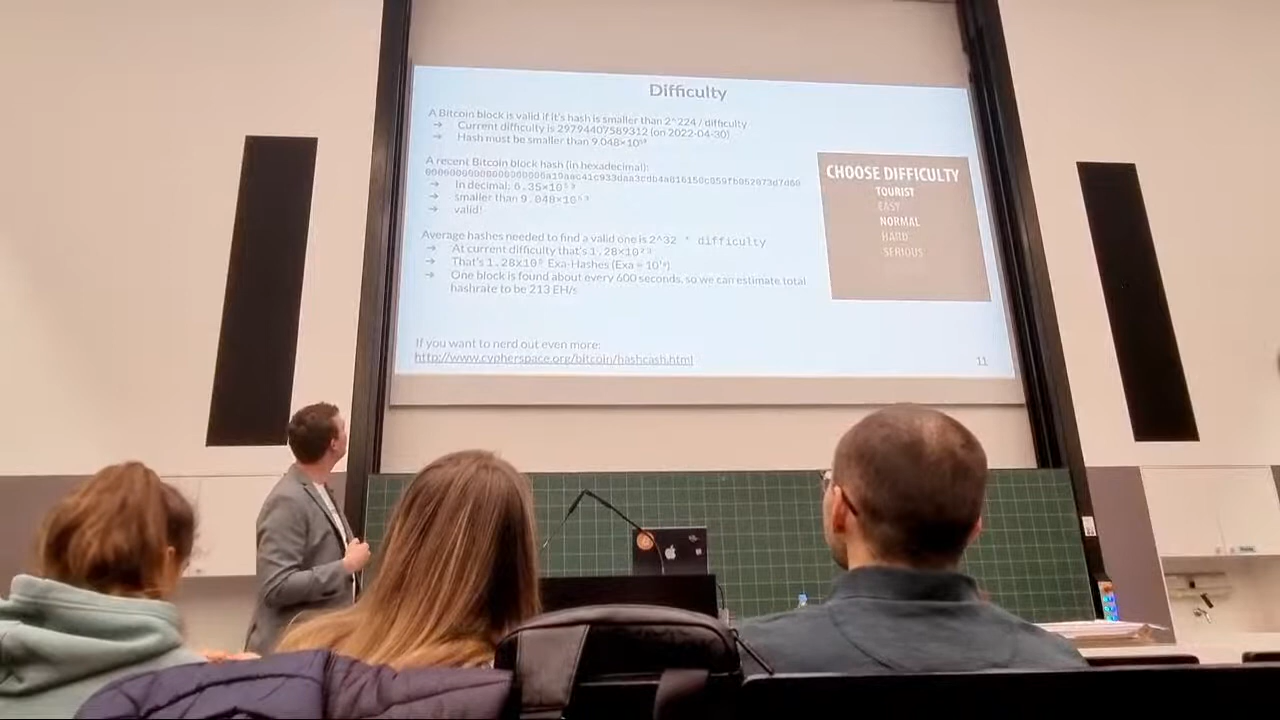 Difficulty
A Bitcoin block is valid if it's hash is smaller than 2^224 / difficulty
➔ Current difficulty is 29794407589312 (on 2022-04-30)
➔ Hash must be smaller than 9.048×10⁵³
A recent Bitcoin block hash (in hexadecimal):
➔ In decimal: 6.35×10⁵³
➔ smaller than 9.048×10⁵³
➔ valid!
Average hashes needed to find a valid one is 2^32 * difficulty
➔ At current difficulty that's 1.28×10²³
➔ That's 1.28x10⁵ Exa-Hashes (Exa = 10¹⁸)
➔ One block is found about every 600 seconds, so we can estimate total
hashrate to be 213 EH/s
CHOOSE DIFFICULTY
TOURIST
EASY
NORMAL
HARD
SERIOUS
If you want to nerd out even more:
http://www.cypherspace.org/bitcoin/hashcash.html
11